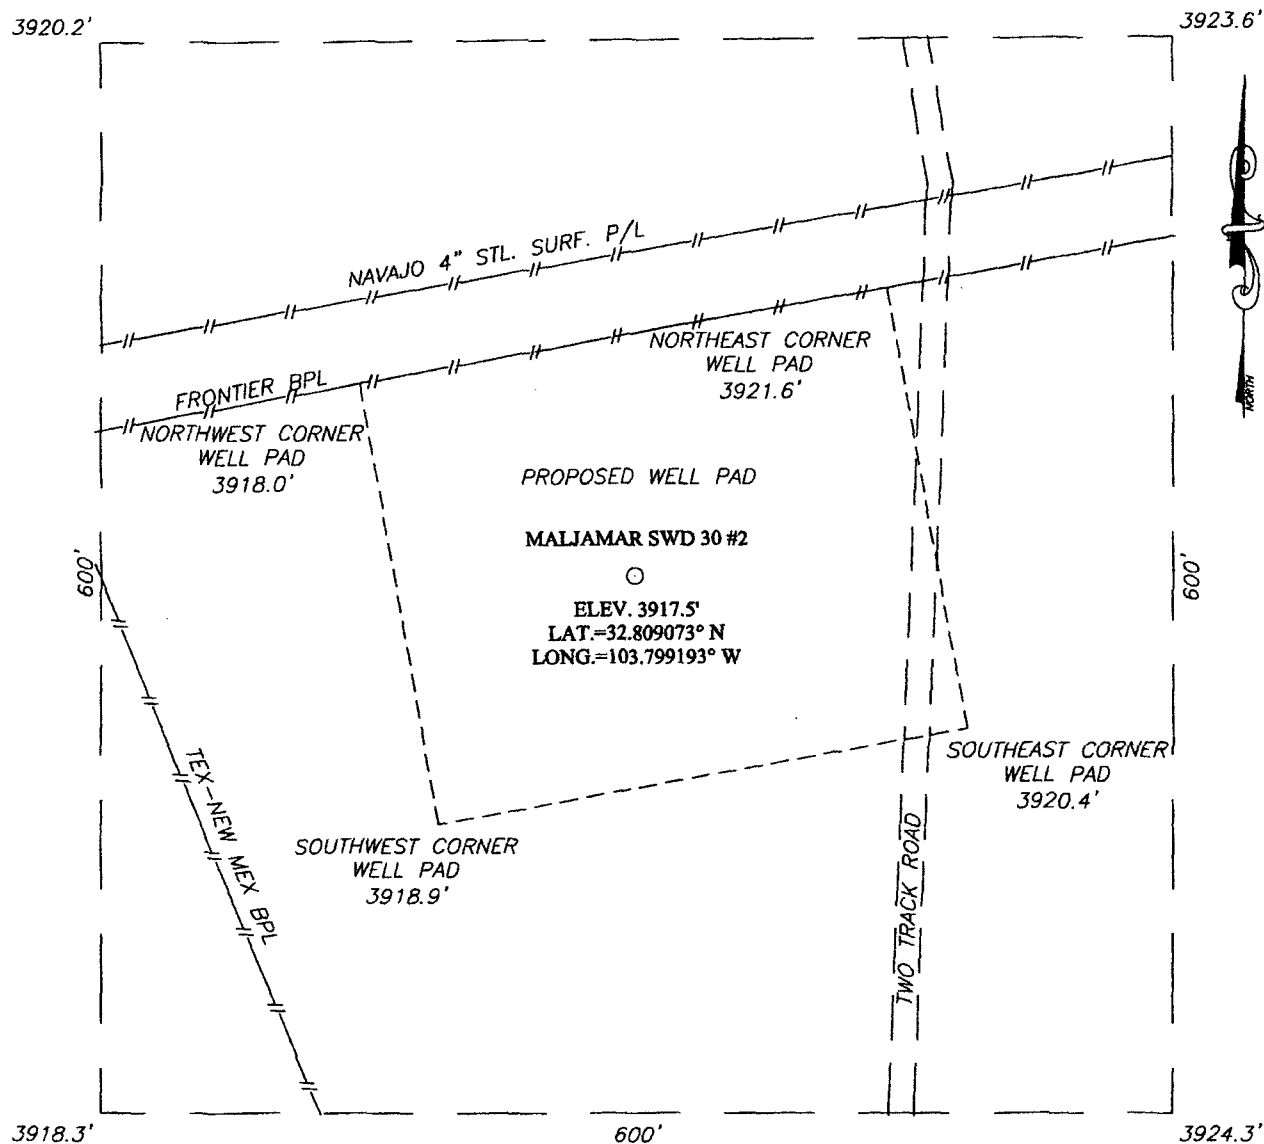 3920.2'
3923.6'
NAVAJO 4" STL. SURF. P/L
FRONTIER BPL
NORTH
NORTHEAST CORNER
WELL PAD
3921.6'
NORTHWEST CORNER
WELL PAD
3918.0'
PROPOSED WELL PAD
MALJAMAR SWD 30 #2
600'
600'
ELEV. 3917.5'
LAT.=32.809073° N
LONG.=103.799193° W
TEX-NEW MEX BPL
SOUTHEAST CORNER
WELL PAD
3920.4'
SOUTHWEST CORNER
WELL PAD
3918.9'
TWO TRACK ROAD
3918.3'
600'
3924.3'